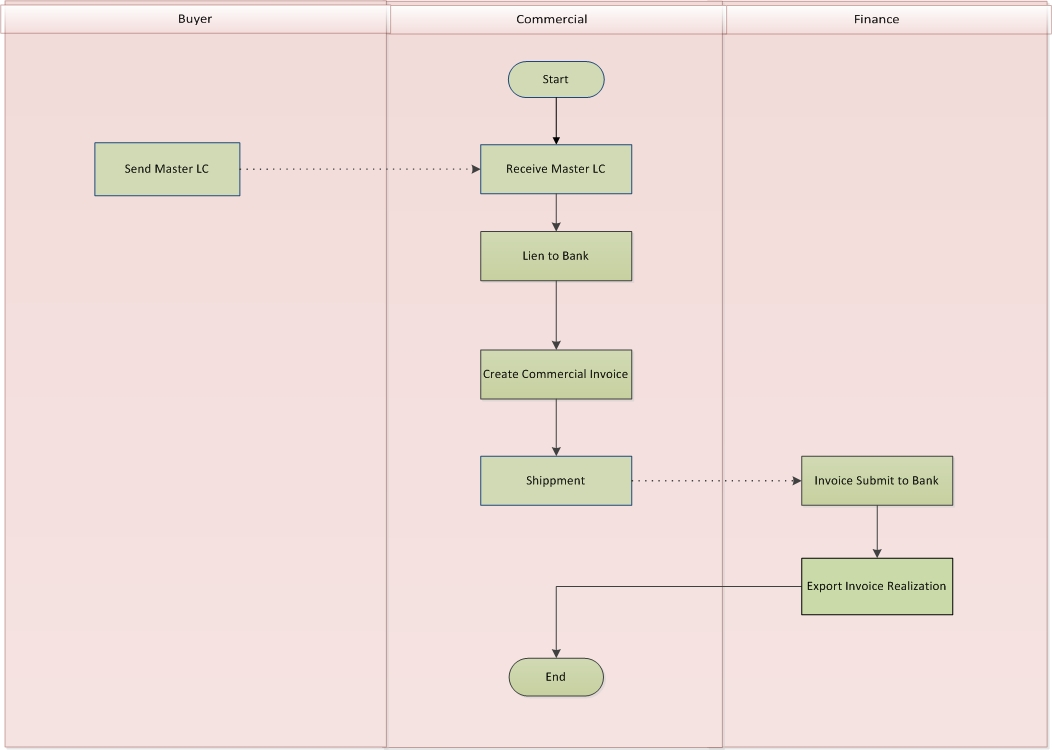 Buyer
Commercial
Finance
Start
Send Master LC
Receive Master LC
Lien to Bank
Create Commercial Invoice
Shippment
Invoice Submit to Bank
Export Invoice Realization
End